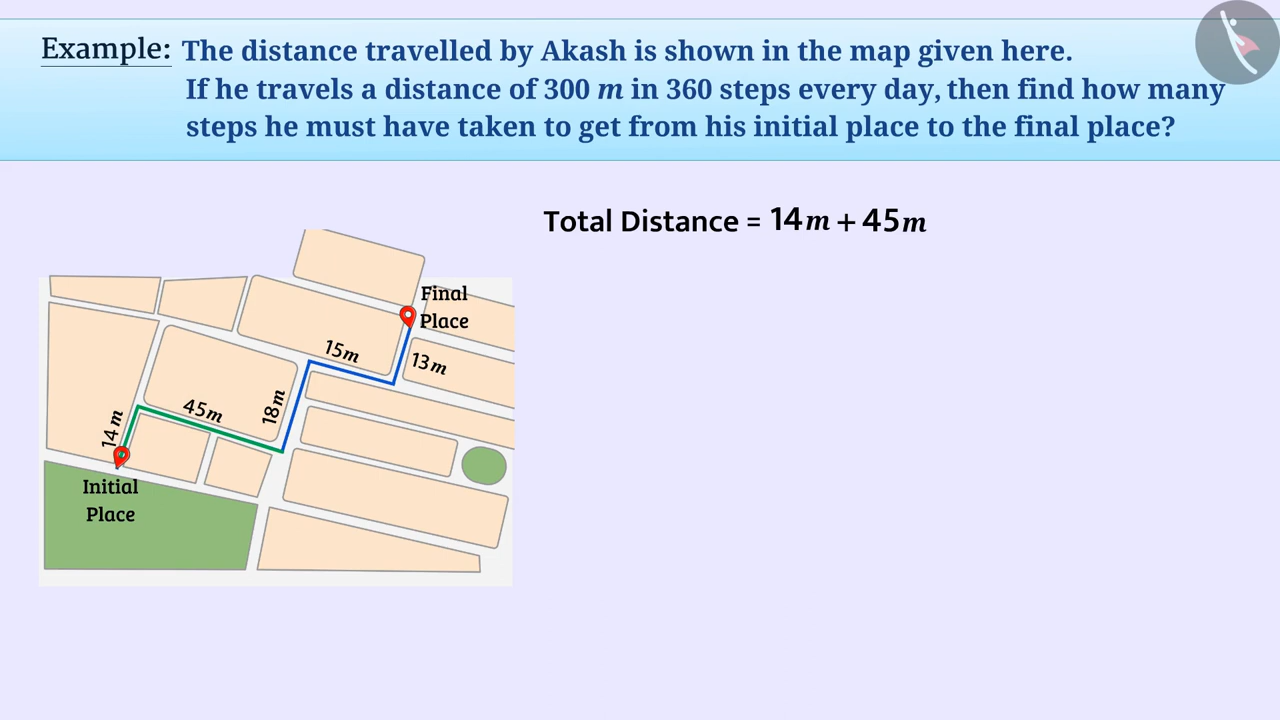 Example: The distance travelled by Akash is shown in the map given here.
If he travels a distance of 300 m in 360 steps every day, then find how many
steps he must have taken to get from his initial place to the final place?
Total Distance = 14m + 45m
Final
Place
15m
13m
45m
18m
14m
Initial
Place